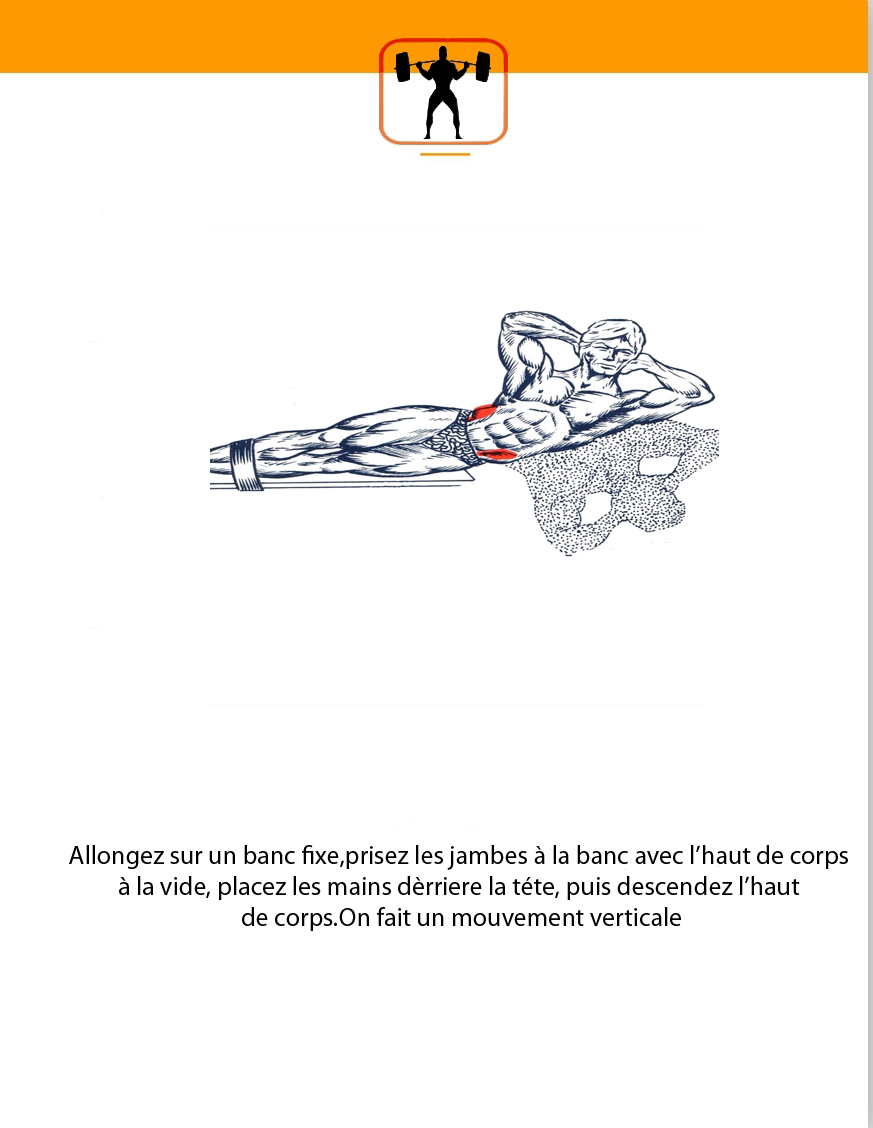 Allongez sur un banc fixe,prisez les jambes à la banc avec l’haut de corps
à la vide, placez les mains dèrriere la téte, puis descendez l’haut
de corps.On fait un mouvement verticale